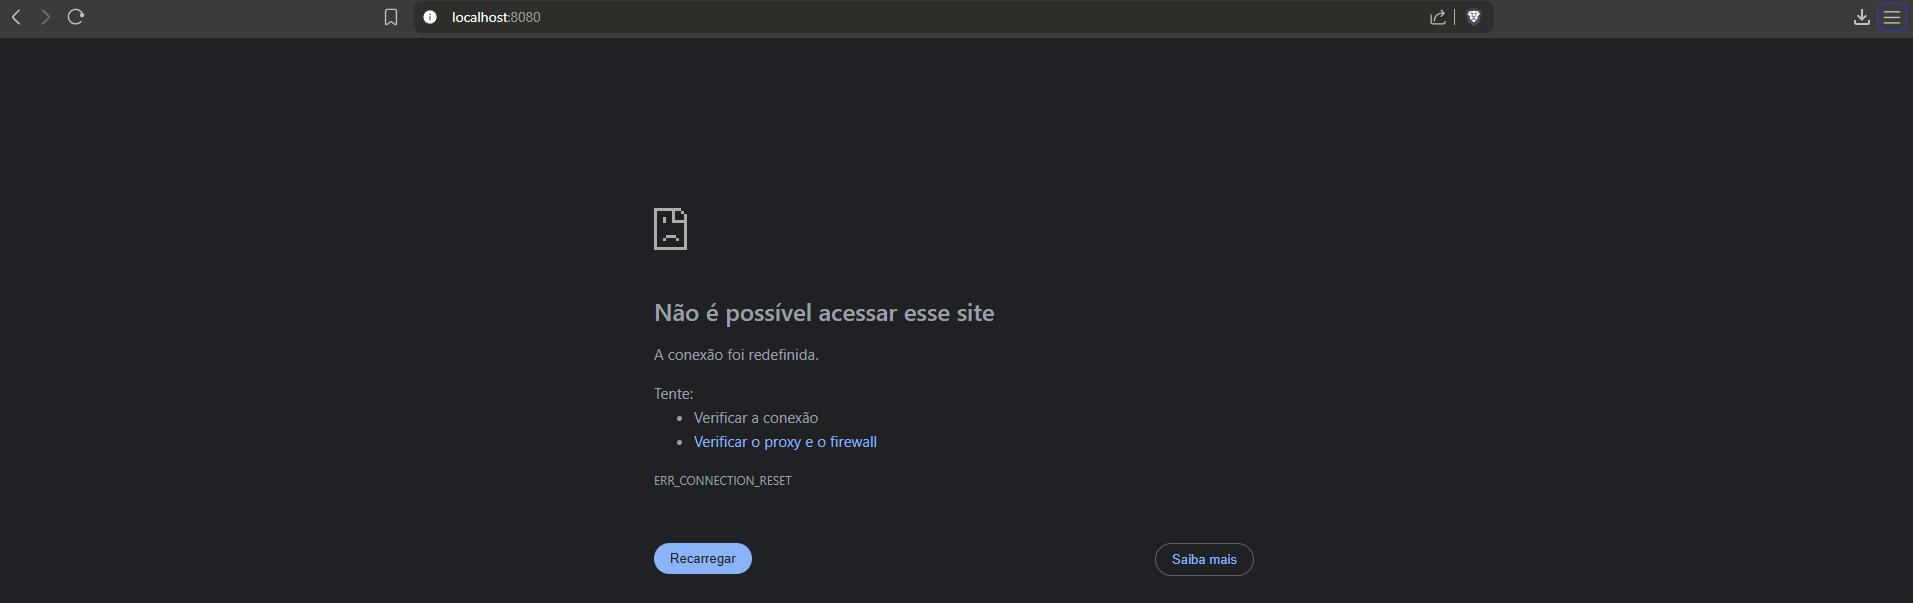 localhost:8080
Não é possível acessar esse site
A conexão foi redefinida.
Tente:
Verificar a conexão
Verificar o proxy e o firewall
ERR_CONNECTION_RESET
Recarregar
Saiba mais